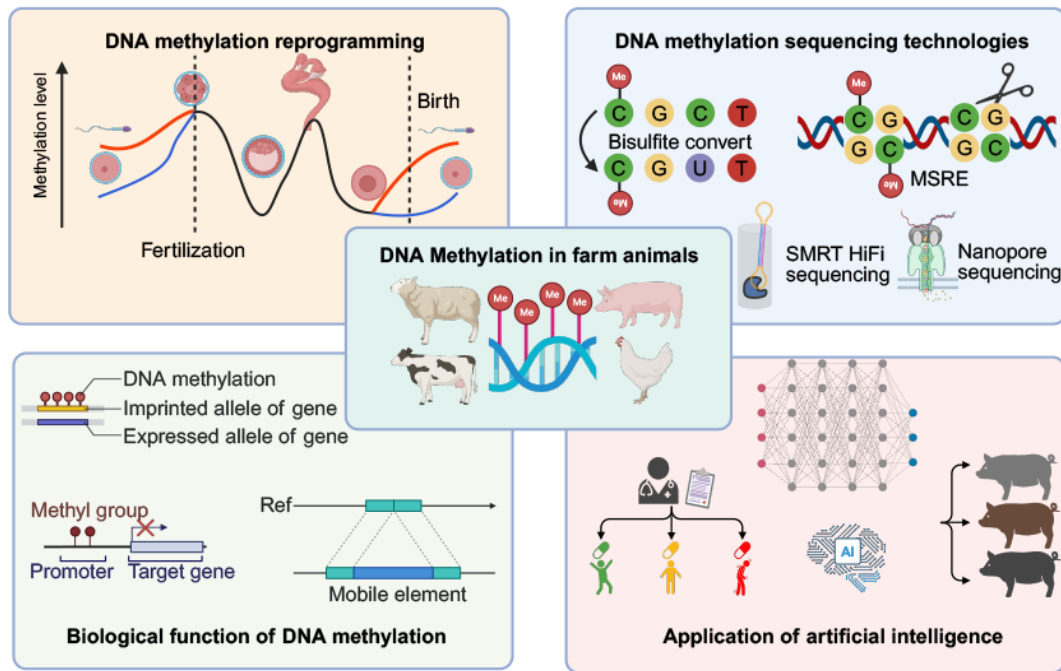 DNA methylation reprogramming
Methylation level
Birth
Fertilization
DNA methylation sequencing technologies
Me
C G C T
Bisulfite convert
C G U T
Me
Me
C G C G
G C G C
Me
MSRE
SMRT HiFi
sequencing
Nanopore
sequencing
DNA Methylation in farm animals
Me Me Me Me
DNA methylation
Imprinted allele of gene
Expressed allele of gene
Methyl group
Promoter Target gene
Ref
Mobile element
Biological function of DNA methylation
AI
Application of artificial intelligence